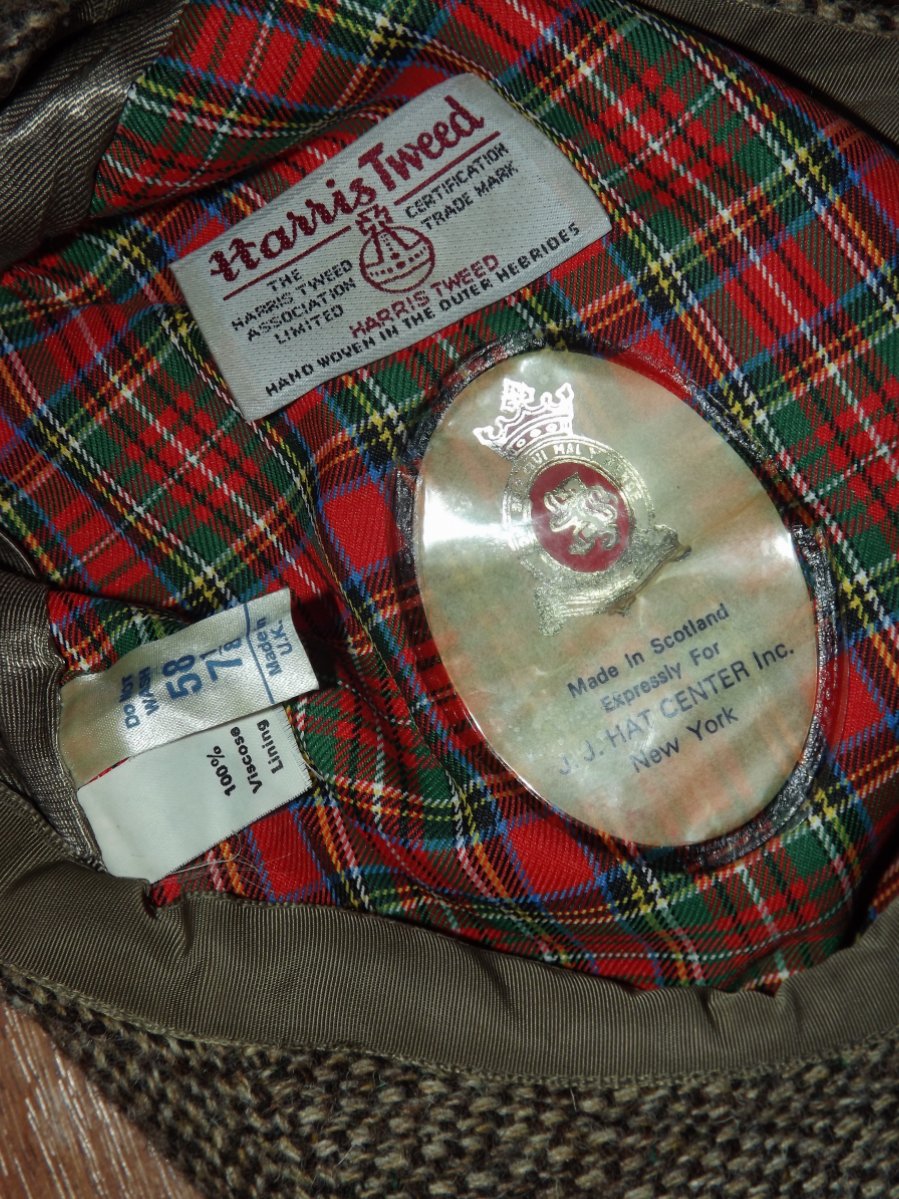 Harris Tweed
THE
HARRIS TWEED
ASSOCIATION
LIMITED
CERTIFICATION
TRADE MARK
HARRIS TWEED
HAND WOVEN IN THE OUTER HEBRIDES
MAL
Made in Scotland
Expressly For
J. J. HAT CENTER Inc.
New York
Do Not
WASH
58
7 1/8
Made in
U.K.
100%
Viscose
Lining